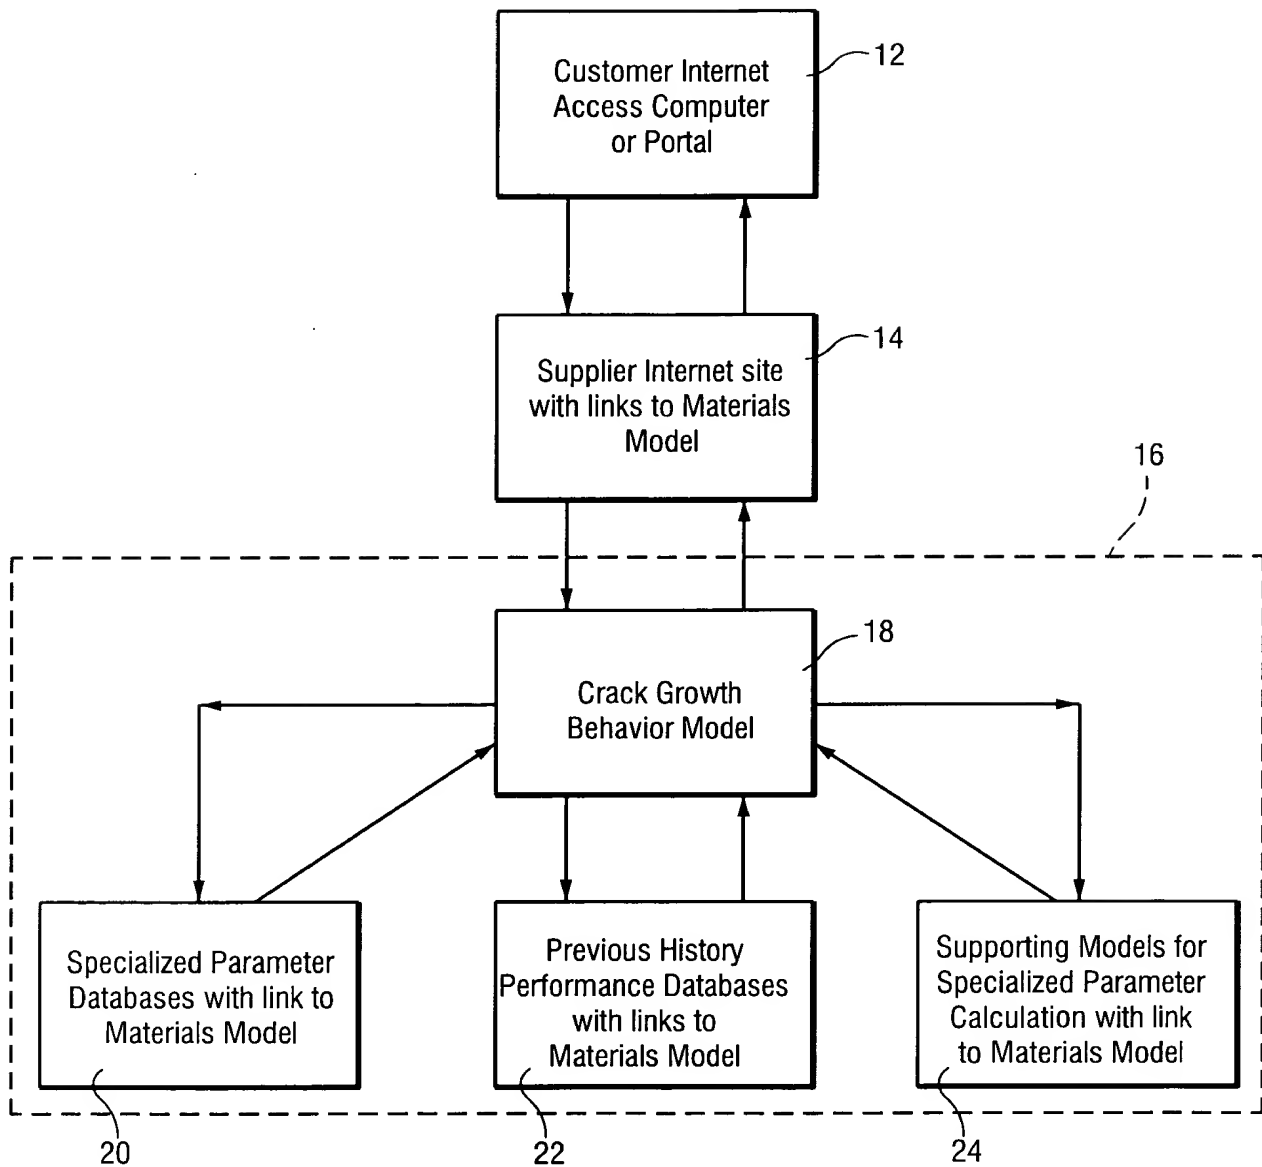 Customer Internet
Access Computer
or Portal
12
Supplier Internet site
with links to Materials
Model
14
16
Crack Growth
Behavior Model
18
Specialized Parameter
Databases with link to
Materials Model
20
Previous History
Performance Databases
with links to
Materials Model
22
Supporting Models for
Specialized Parameter
Calculation with link
to Materials Model
24